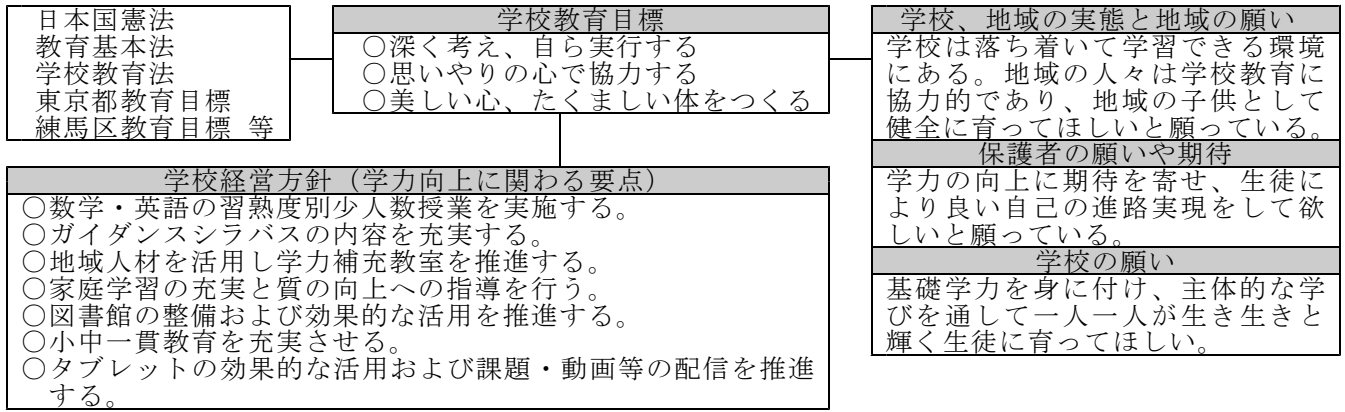 日本国憲法
教育基本法
学校教育法
東京都教育目標
練馬区教育目標 等
学校教育目標
○深く考え、自ら実行する
○思いやりの心で協力する
○美しい心、たくましい体をつくる
学校、地域の実態と地域の願い
学校は落ち着いて学習できる環境
にある。地域の人々は学校教育に
協力的であり、地域の子供として
健全に育ってほしいと願っている。
保護者の願いや期待
学力の向上に期待を寄せ、生徒に
より良い自己の進路実現をして欲
しいと願っている。
学校の願い
基礎学力を身に付け、主体的な学
びを通して一人一人が生き生きと
輝く生徒に育ってほしい。
学校経営方針（学力向上に関わる要点）
○数学・英語の習熟度別少人数授業を実施する。
○ガイダンスシラバスの内容を充実する。
○地域人材を活用し学力補充教室を推進する。
○家庭学習の充実と質の向上への指導を行う。
○図書館の整備および効果的な活用を推進する。
○小中一貫教育を充実させる。
○タブレットの効果的な活用および課題・動画等の配信を推進
する。